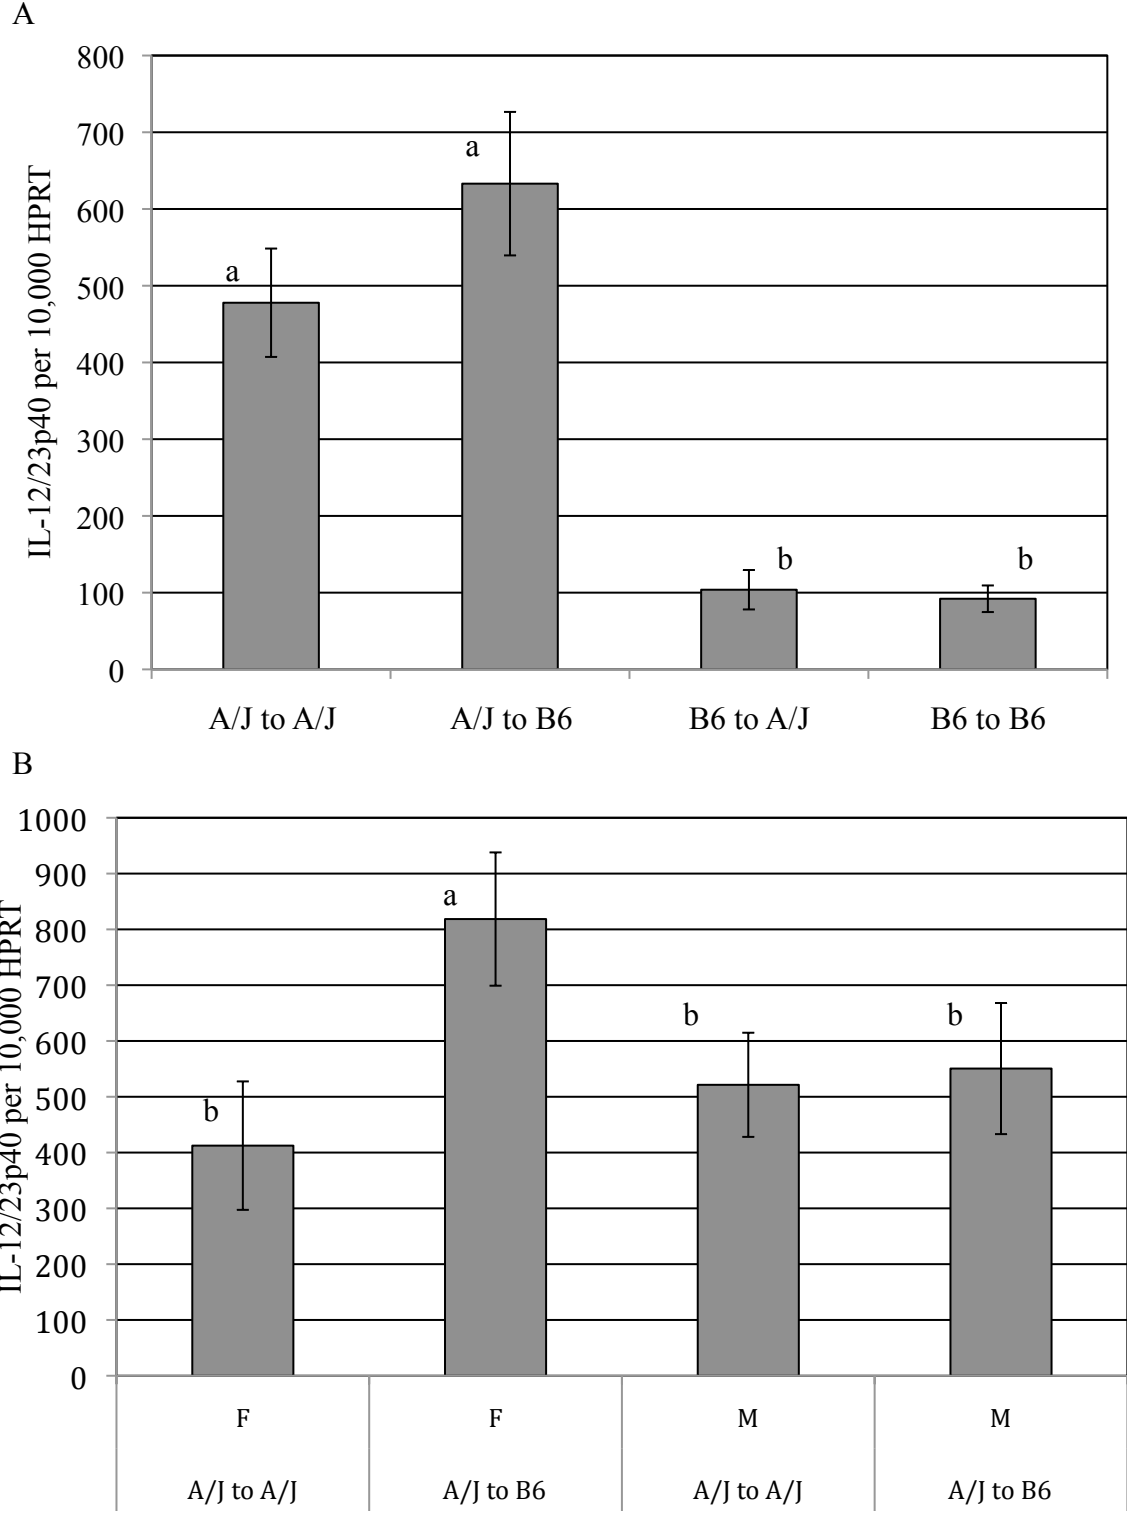 A
800
700
600
500
400
300
200
100
0
IL-12/23p40 per 10,000 HPRT
a
a
b
b
A/J to A/J A/J to B6 B6 to A/J B6 to B6
B
1000
900
800
700
600
500
400
300
200
100
0
IL-12/23p40 per 10,000 HPRT
b
a
b
b
F F M M
A/J to A/J A/J to B6 A/J to A/J A/J to B6